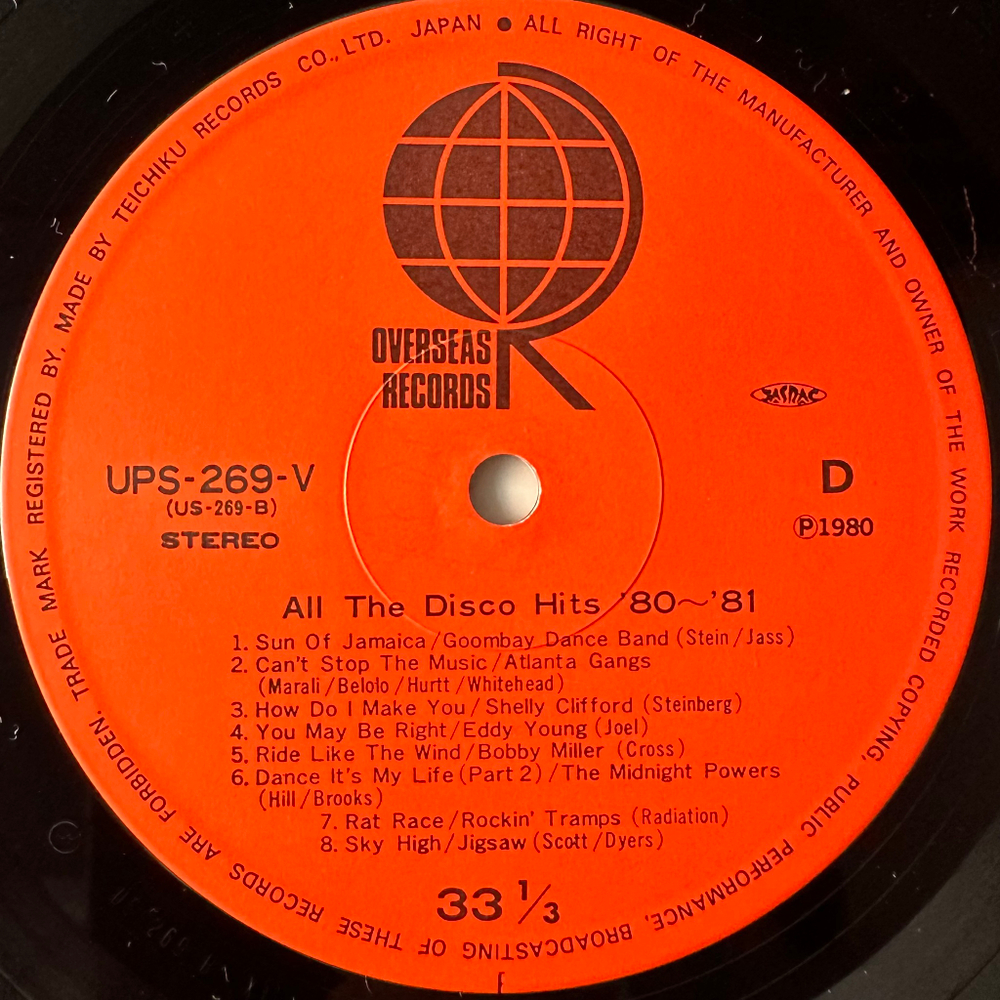 TRADE MARK REGISTERED BY, MADE BY TEICHIKU RECORDS CO., LTD. JAPAN ● ALL RIGHT OF THE MANUFACTURER AND OWNER OF THE WORK RECORDED COPYING, PUBLIC PERFORMANCE, BROADCASTING OF THESE RECORDS ARE FORBIDDEN,
OVERSEAS
RECORDS
R
JASRAC
UPS-269-V
(US-269-B)
STEREO
D
Ⓟ1980
All The Disco Hits '80~'81
1. Sun Of Jamaica/Goombay Dance Band (Stein/Jass)
2. Can't Stop The Music/Atlanta Gangs
(Marali/Belolo/Hurtt/Whitehead)
3. How Do I Make You/Shelly Clifford (Steinberg)
4. You May Be Right/Eddy Young (Joel)
5. Ride Like The Wind/Bobby Miller (Cross)
6. Dance It's My Life (Part 2)/The Midnight Powers
(Hill/Brooks)
7. Rat Race/Rockin' Tramps (Radiation)
8. Sky High/Jigsaw (Scott/Dyers)
33 1/3